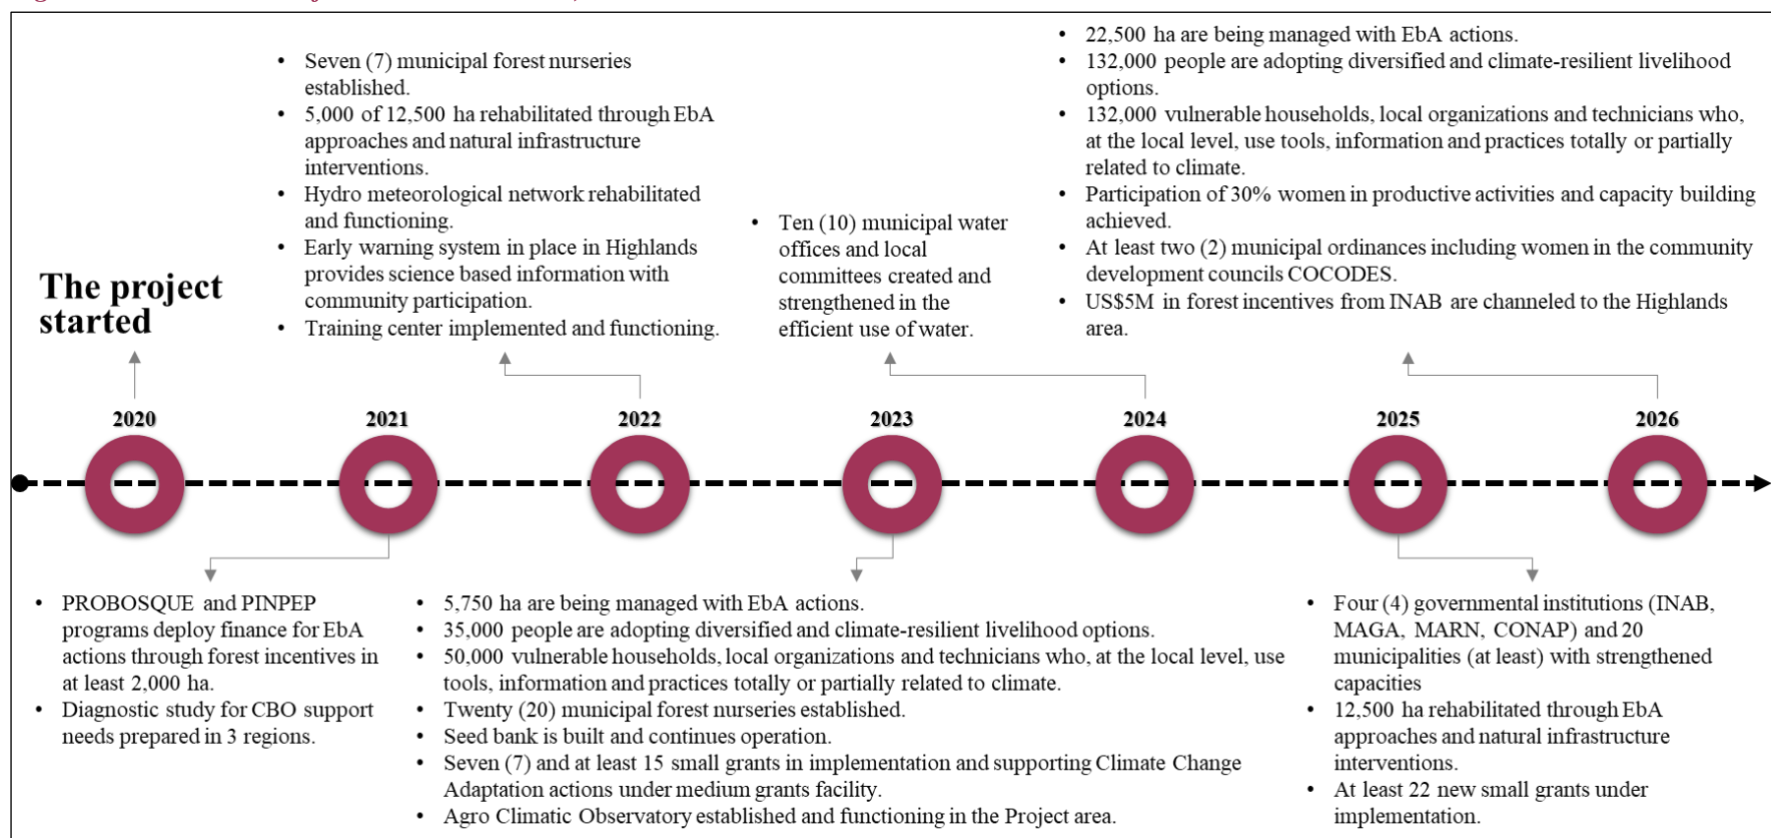 The project
started
• Seven (7) municipal forest nurseries
established.
• 5,000 of 12,500 ha rehabilitated through EbA
approaches and natural infrastructure
interventions.
• Hydro meteorological network rehabilitated
and functioning.
• Early warning system in place in Highlands
provides science based information with
community participation.
• Training center implemented and functioning.
• Ten (10) municipal water
offices and local
committees created and
strengthened in the
efficient use of water.
• 22,500 ha are being managed with EbA actions.
• 132,000 people are adopting diversified and climate-resilient livelihood
options.
• 132,000 vulnerable households, local organizations and technicians who,
at the local level, use tools, information and practices totally or partially
related to climate.
• Participation of 30% women in productive activities and capacity building
achieved.
• At least two (2) municipal ordinances including women in the community
development councils COCODES.
• US$5M in forest incentives from INAB are channeled to the Highlands
area.
2020
2021
2022
2023
2024
2025
2026
• PROBOSQUE and PINPEP
programs deploy finance for EbA
actions through forest incentives in
at least 2,000 ha.
• Diagnostic study for CBO support
needs prepared in 3 regions.
• 5,750 ha are being managed with EbA actions.
• 35,000 people are adopting diversified and climate-resilient livelihood options.
• 50,000 vulnerable households, local organizations and technicians who, at the local level, use
tools, information and practices totally or partially related to climate.
• Twenty (20) municipal forest nurseries established.
• Seed bank is built and continues operation.
• Seven (7) and at least 15 small grants in implementation and supporting Climate Change
Adaptation actions under medium grants facility.
• Agro Climatic Observatory established and functioning in the Project area.
• Four (4) governmental institutions (INAB,
MAGA, MARN, CONAP) and 20
municipalities (at least) with strengthened
capacities
• 12,500 ha rehabilitated through EbA
approaches and natural infrastructure
interventions.
• At least 22 new small grants under
implementation.